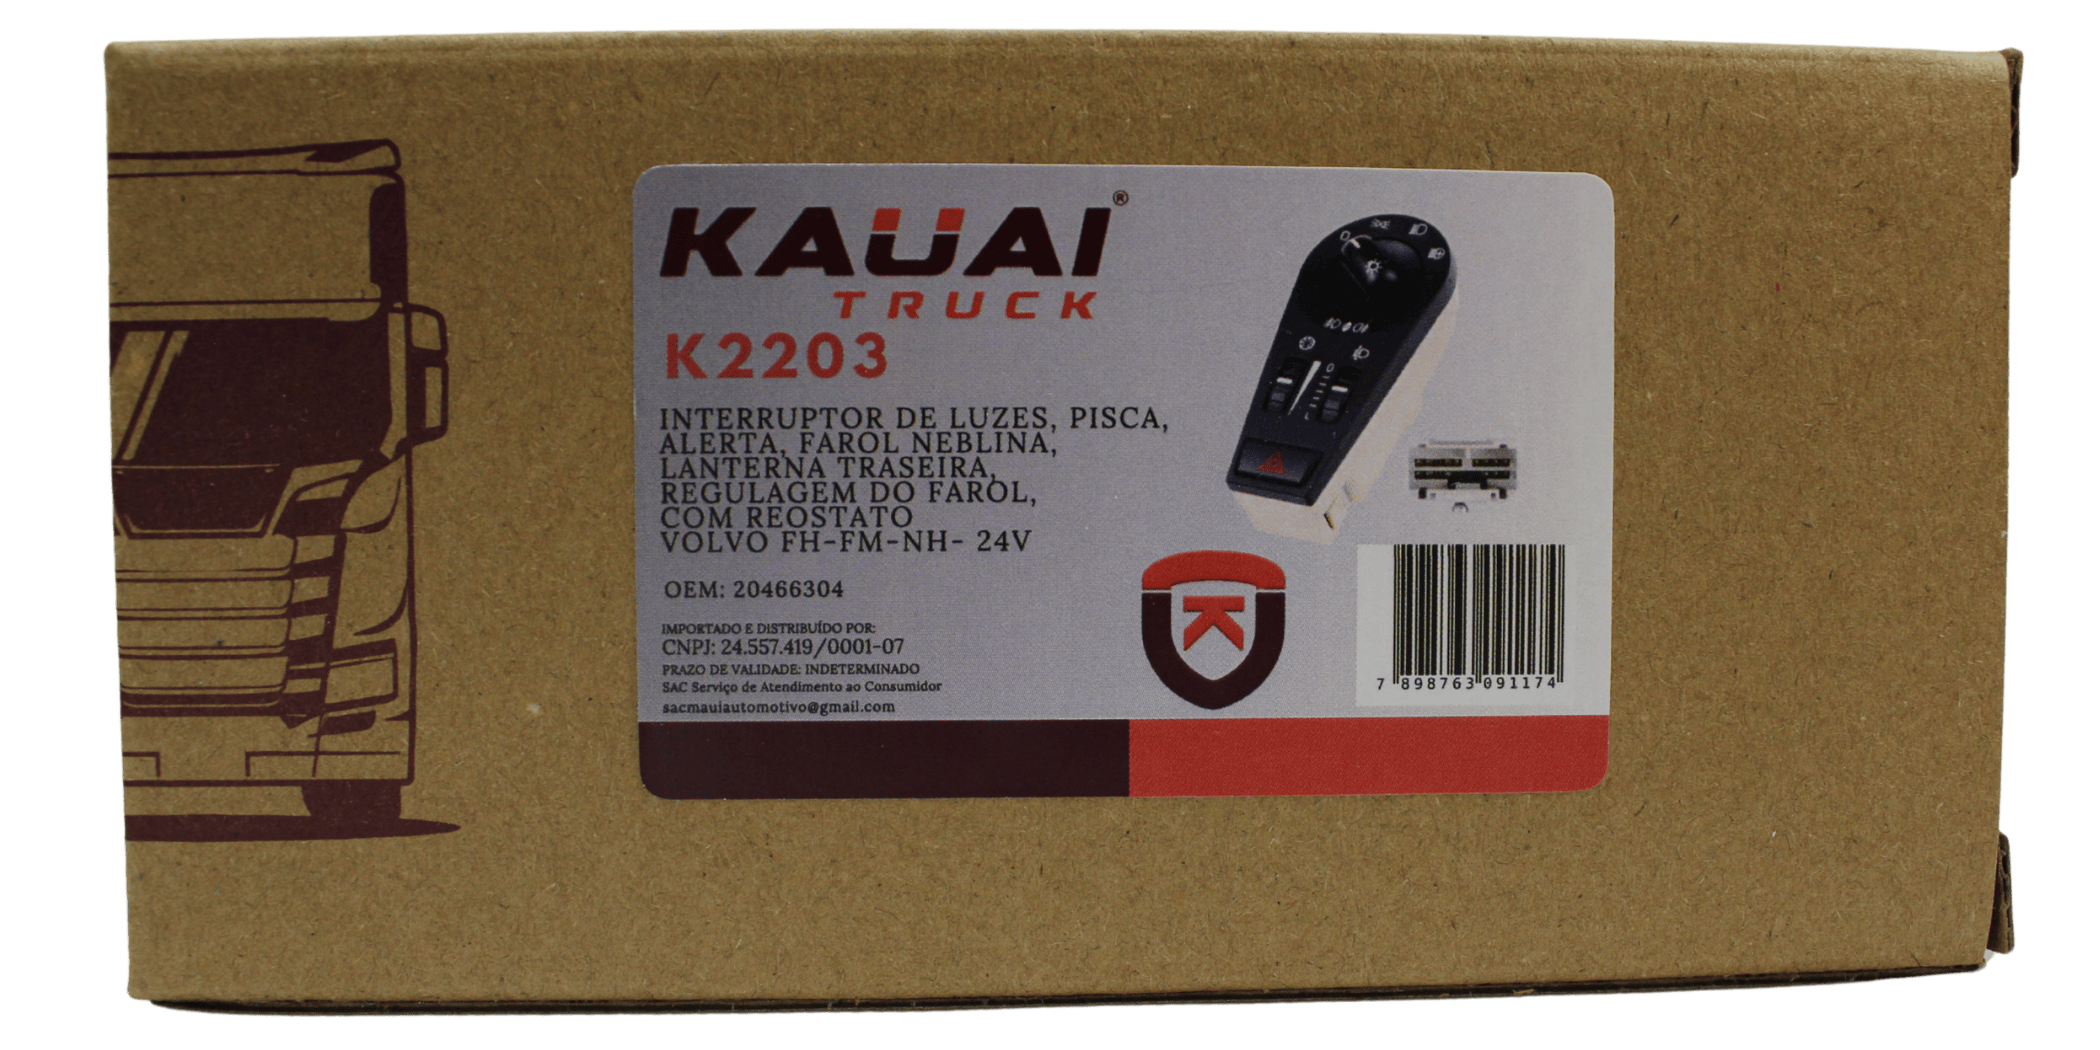 KAUAI®
TRUCK
K2203
INTERRUPTOR DE LUZES, PISCA,
ALERTA, FAROL NEBLINA,
LANTERNA TRASEIRA,
REGULAGEM DO FAROL,
COM REOSTATO
VOLVO FH-FM-NH- 24V
OEM: 20466304
IMPORTADO E DISTRIBUÍDO POR:
CNPJ: 24.557.419/0001-07
PRAZO DE VALIDADE: INDETERMINADO
SAC Serviço de Atendimento ao Consumidor
sacmauiautomotivo@gmail.com
K
7 898763 091174